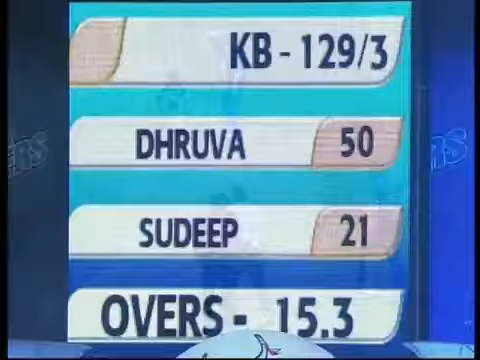 KB - 129/3
DHRUVA 50
SUDEEP 21
OVERS - 15.3